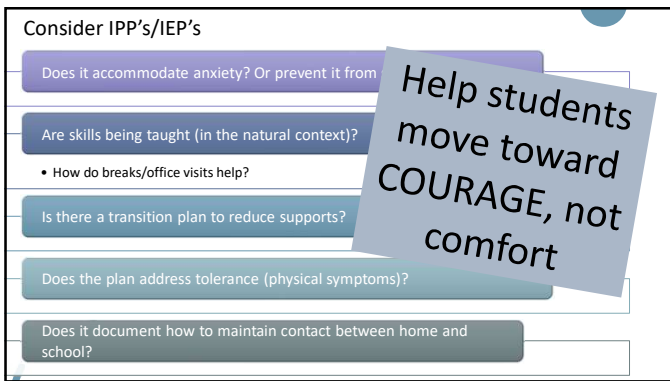 Consider IPP's/IEP's
Does it accommodate anxiety? Or prevent it from
Are skills being taught (in the natural context)?
• How do breaks/office visits help?
Is there a transition plan to reduce supports?
Does the plan address tolerance (physical symptoms)?
Does it document how to maintain contact between home and
school?
Help students
move toward
COURAGE, not
comfort